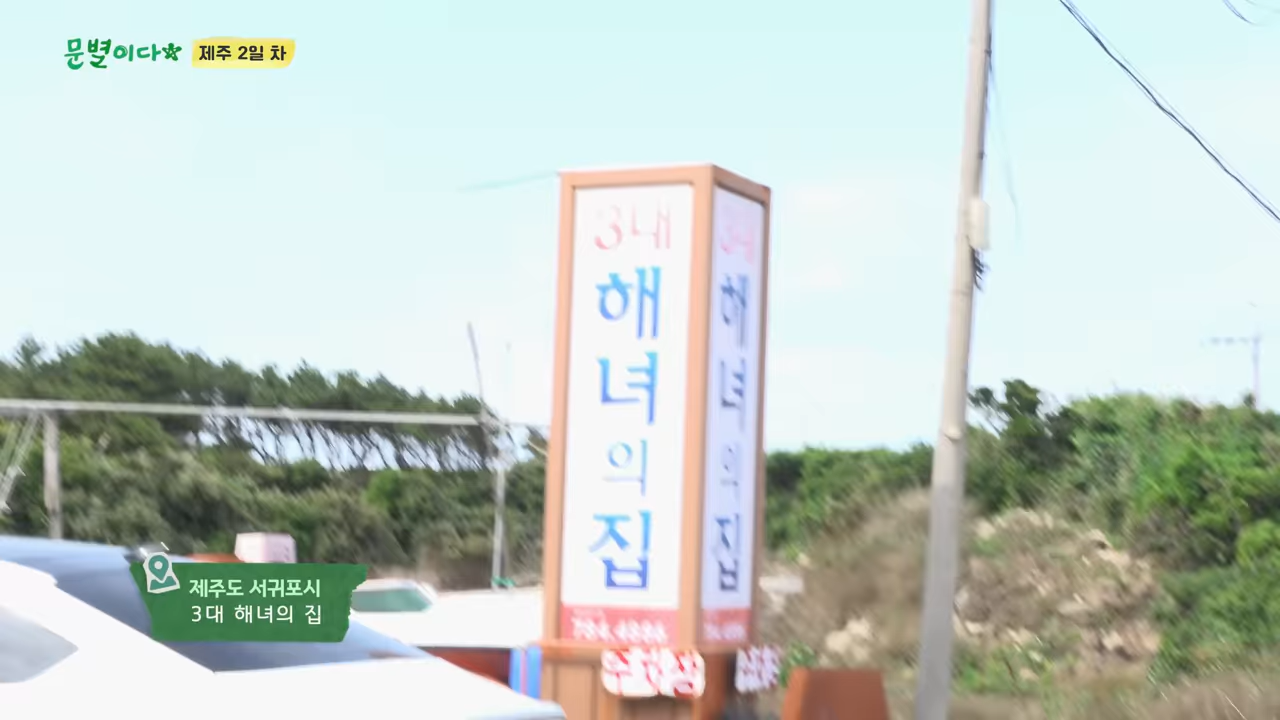 문별이다
제주 2일 차
3대
해
녀
의
집
3대
해
녀
의
집
제주도 서귀포시
3대 해녀의 집